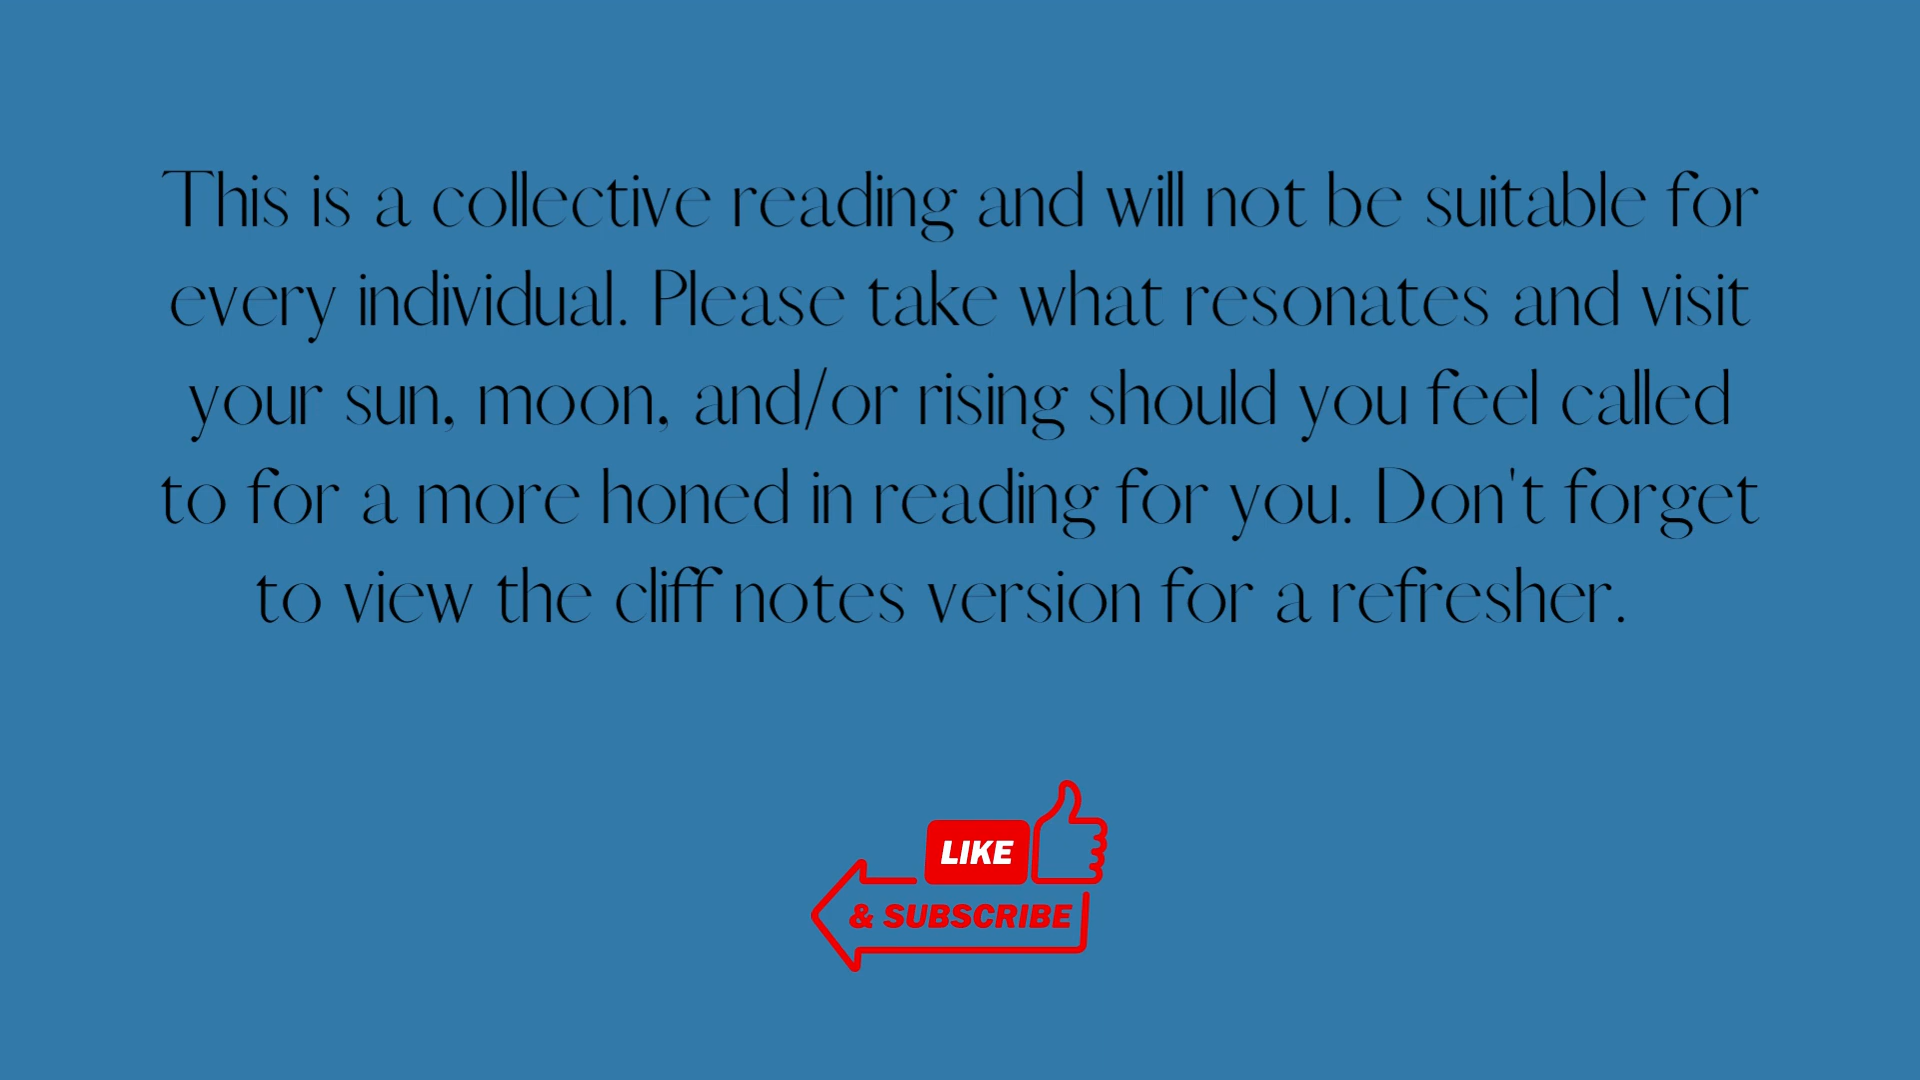 This is a collective reading and will not be suitable for
every individual. Please take what resonates and visit
your sun, moon, and/or rising should you feel called
to for a more honed in reading for you. Don't forget
to view the cliff notes version for a refresher.
LIKE
& SUBSCRIBE